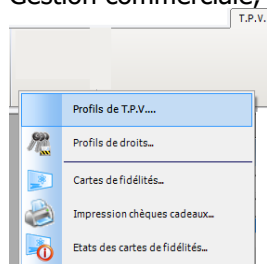 Gestion commerciale,
T.P.V.
Profils de T.P.V....
Profils de droits...
Cartes de fidélités...
Impression chèques cadeaux...
Etats des cartes de fidélités...